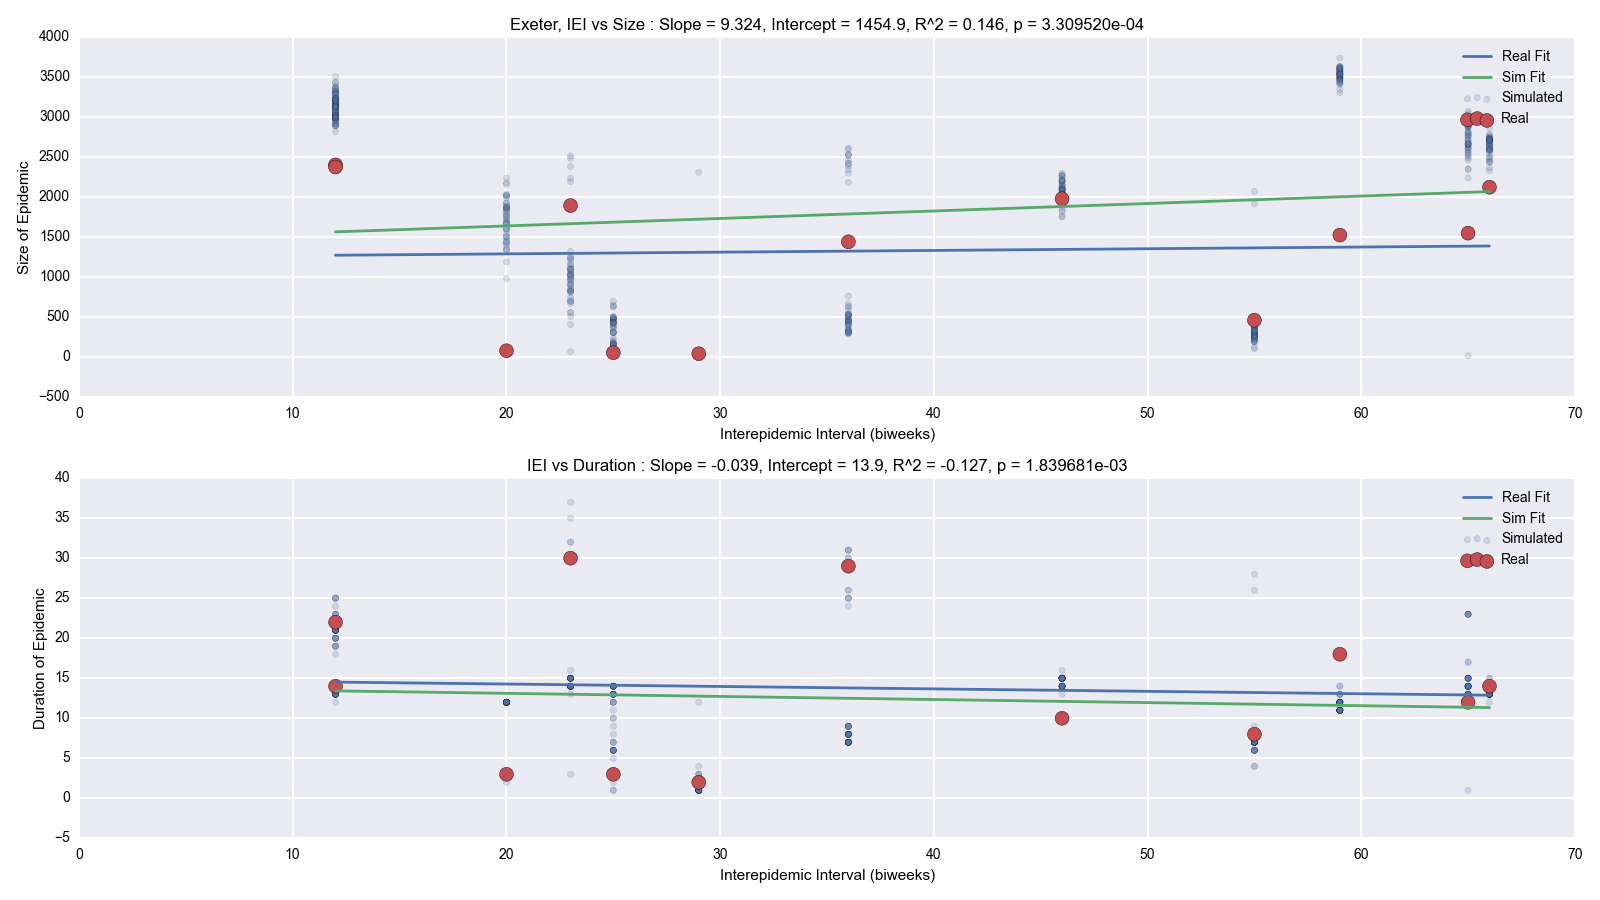 Exeter, IEI vs Size : Slope = 9.324, Intercept = 1454.9, R^2 = 0.146, p = 3.309520e-04
4000
3500
3000
2500
2000
1500
1000
500
0
−500
Size of Epidemic
Real Fit
Sim Fit
Simulated
Real
0 10 20 30 40 50 60 70
Interepidemic Interval (biweeks)
IEI vs Duration : Slope = -0.039, Intercept = 13.9, R^2 = -0.127, p = 1.839681e-03
40
35
30
25
20
15
10
5
0
−5
Duration of Epidemic
Real Fit
Sim Fit
Simulated
Real
0 10 20 30 40 50 60 70
Interepidemic Interval (biweeks)